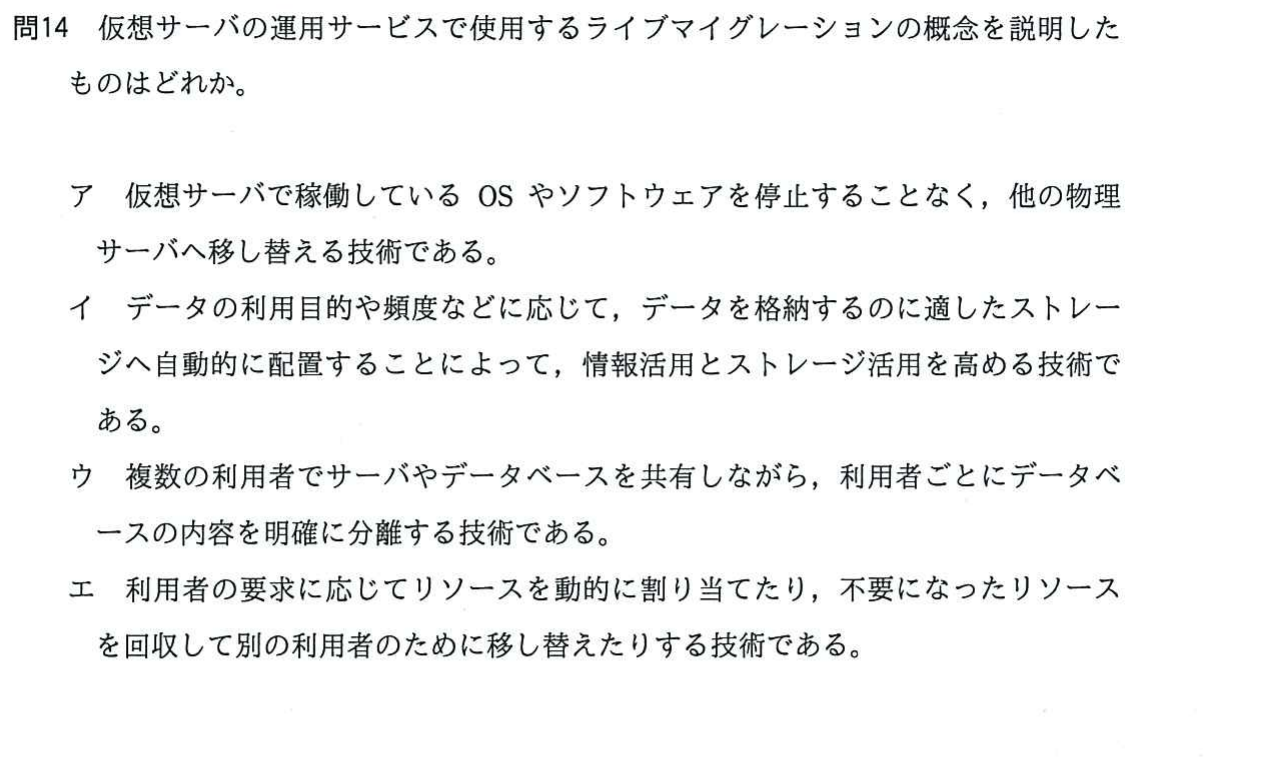 問14　仮想サーバの運用サービスで使用するライブマイグレーションの概念を説明した
ものはどれか。
ア　仮想サーバで稼働している OS やソフトウェアを停止することなく，他の物理
サーバへ移し替える技術である。
イ　データの利用目的や頻度などに応じて，データを格納するのに適したストレー
ジへ自動的に配置することによって，情報活用とストレージ活用を高める技術で
ある。
ウ　複数の利用者でサーバやデータベースを共有しながら，利用者ごとにデータベ
ースの内容を明確に分離する技術である。
エ　利用者の要求に応じてリソースを動的に割り当てたり，不要になったリソース
を回収して別の利用者のために移し替えたりする技術である。